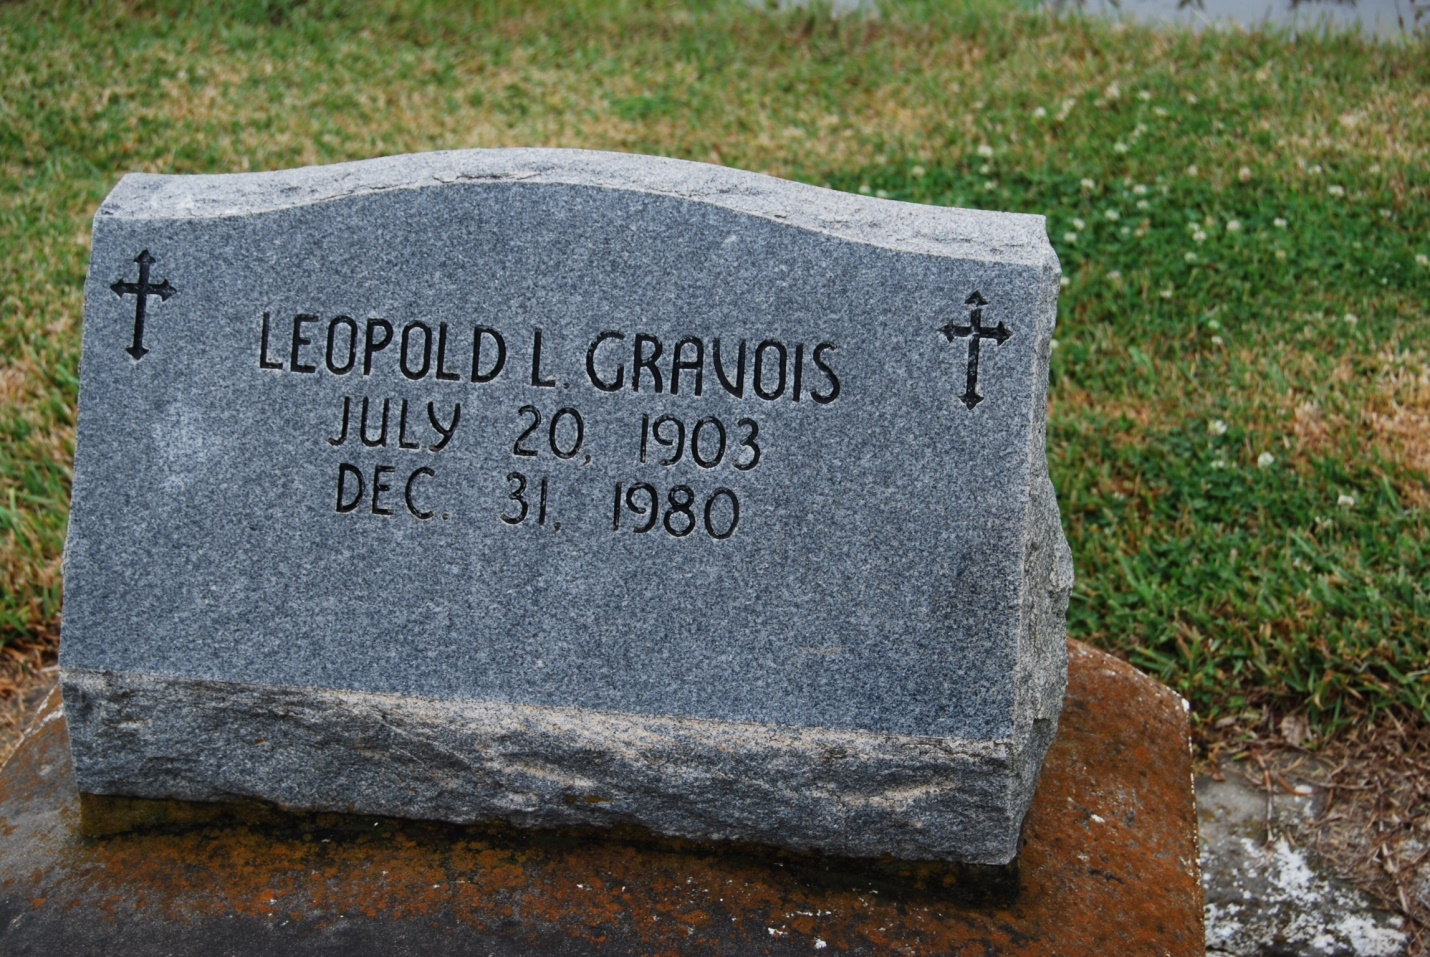 LEOPOLD L. GRAVOIS
JULY 20, 1903
DEC. 31, 1980